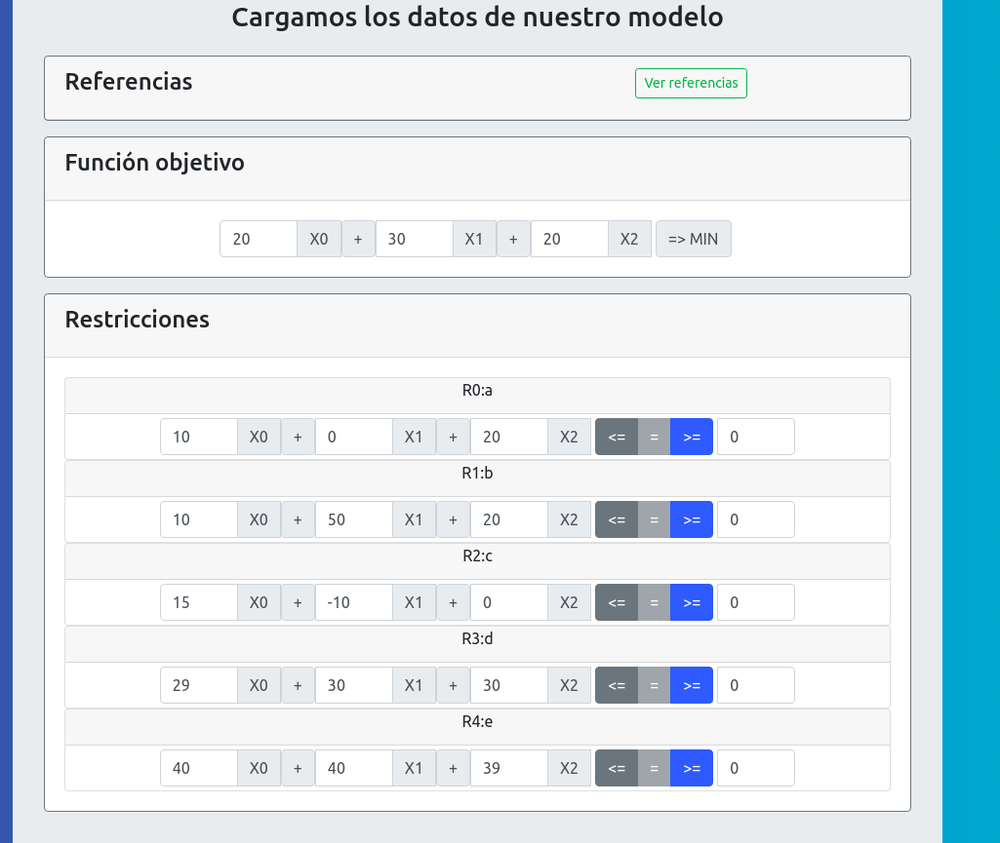 Cargamos los datos de nuestro modelo
Referencias
Ver referencias
Función objetivo
20 X0 + 30 X1 + 20 X2 => MIN
Restricciones
R0:a
10 X0 + 0 X1 + 20 X2 <= = >= 0
R1:b
10 X0 + 50 X1 + 20 X2 <= = >= 0
R2:c
15 X0 + -10 X1 + 0 X2 <= = >= 0
R3:d
29 X0 + 30 X1 + 30 X2 <= = >= 0
R4:e
40 X0 + 40 X1 + 39 X2 <= = >= 0